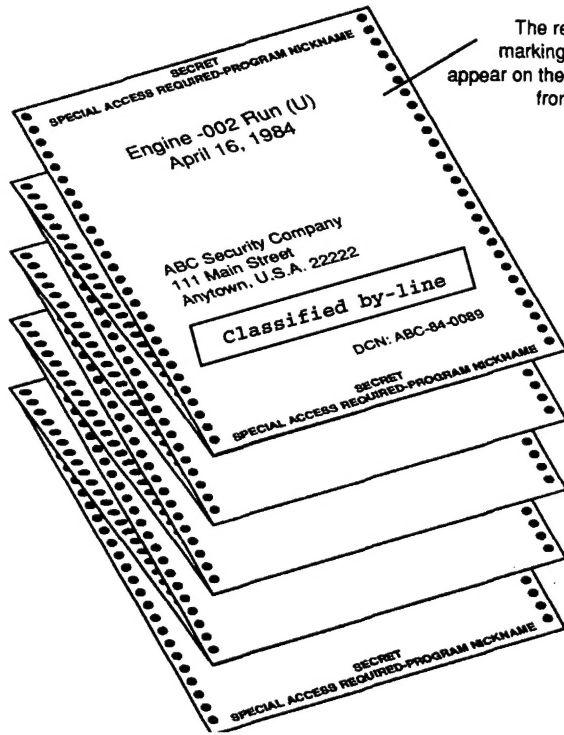 SECRET
SPECIAL ACCESS REQUIRED-PROGRAM NICKNAME
The
marking
appear on the
Engine -002 Run (U)
April 16, 1984
ABC Security Company
111 Main Street
Anytown, U.S.A. 22222
Classified by-line
DCN: ABC-84-0089
SECRET
SPECIAL ACCESS REQUIRED-PROGRAM NICKNAME
SECRET
SPECIAL ACCESS REQUIRED-PROGRAM NICKNAME